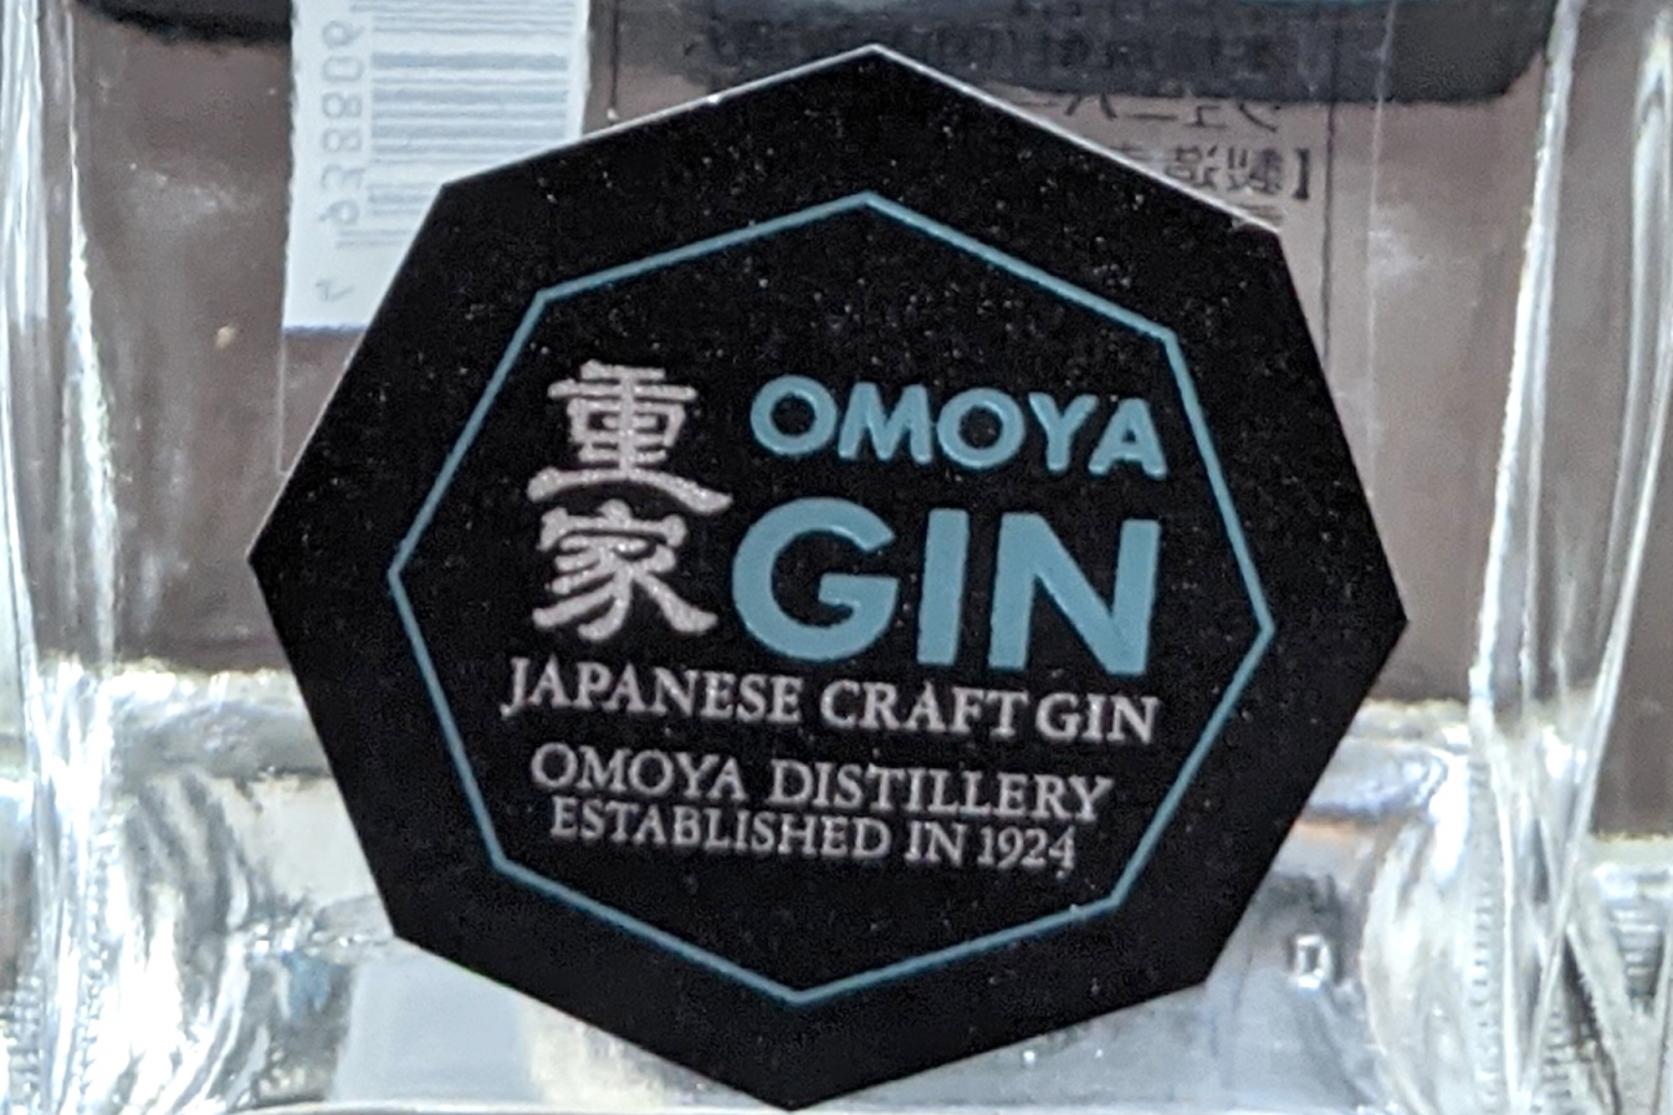 重家
OMOYA
GIN
JAPANESE CRAFT GIN
OMOYA DISTILLERY
ESTABLISHED IN 1924